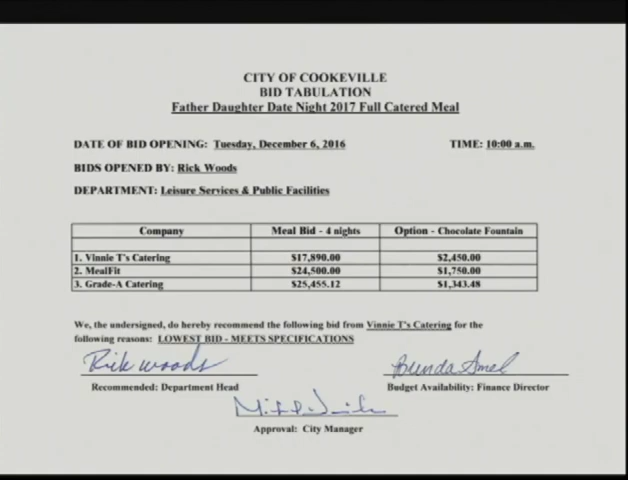 CITY OF COOKEVILLE
BID TABULATION
Father Daughter Date Night 2017 Full Catered Meal
DATE OF BID OPENING: Tuesday, December 6, 2016 TIME: 10:00 a.m.
BIDS OPENED BY: Rick Woods
DEPARTMENT: Leisure Services & Public Facilities
Company Meal Bid - 4 nights Option - Chocolate Fountain
1. Vinnie T's Catering $17,890.00 $2,450.00
2. MealFit $24,500.00 $1,750.00
3. Grade-A Catering $25,455.12 $1,343.48
We, the undersigned, do hereby recommend the following bid from Vinnie T's Catering for the
following reasons: LOWEST BID - MEETS SPECIFICATIONS
Rick Woods Brenda
Recommended: Department Head Budget Availability: Finance Director
Approval: City Manager